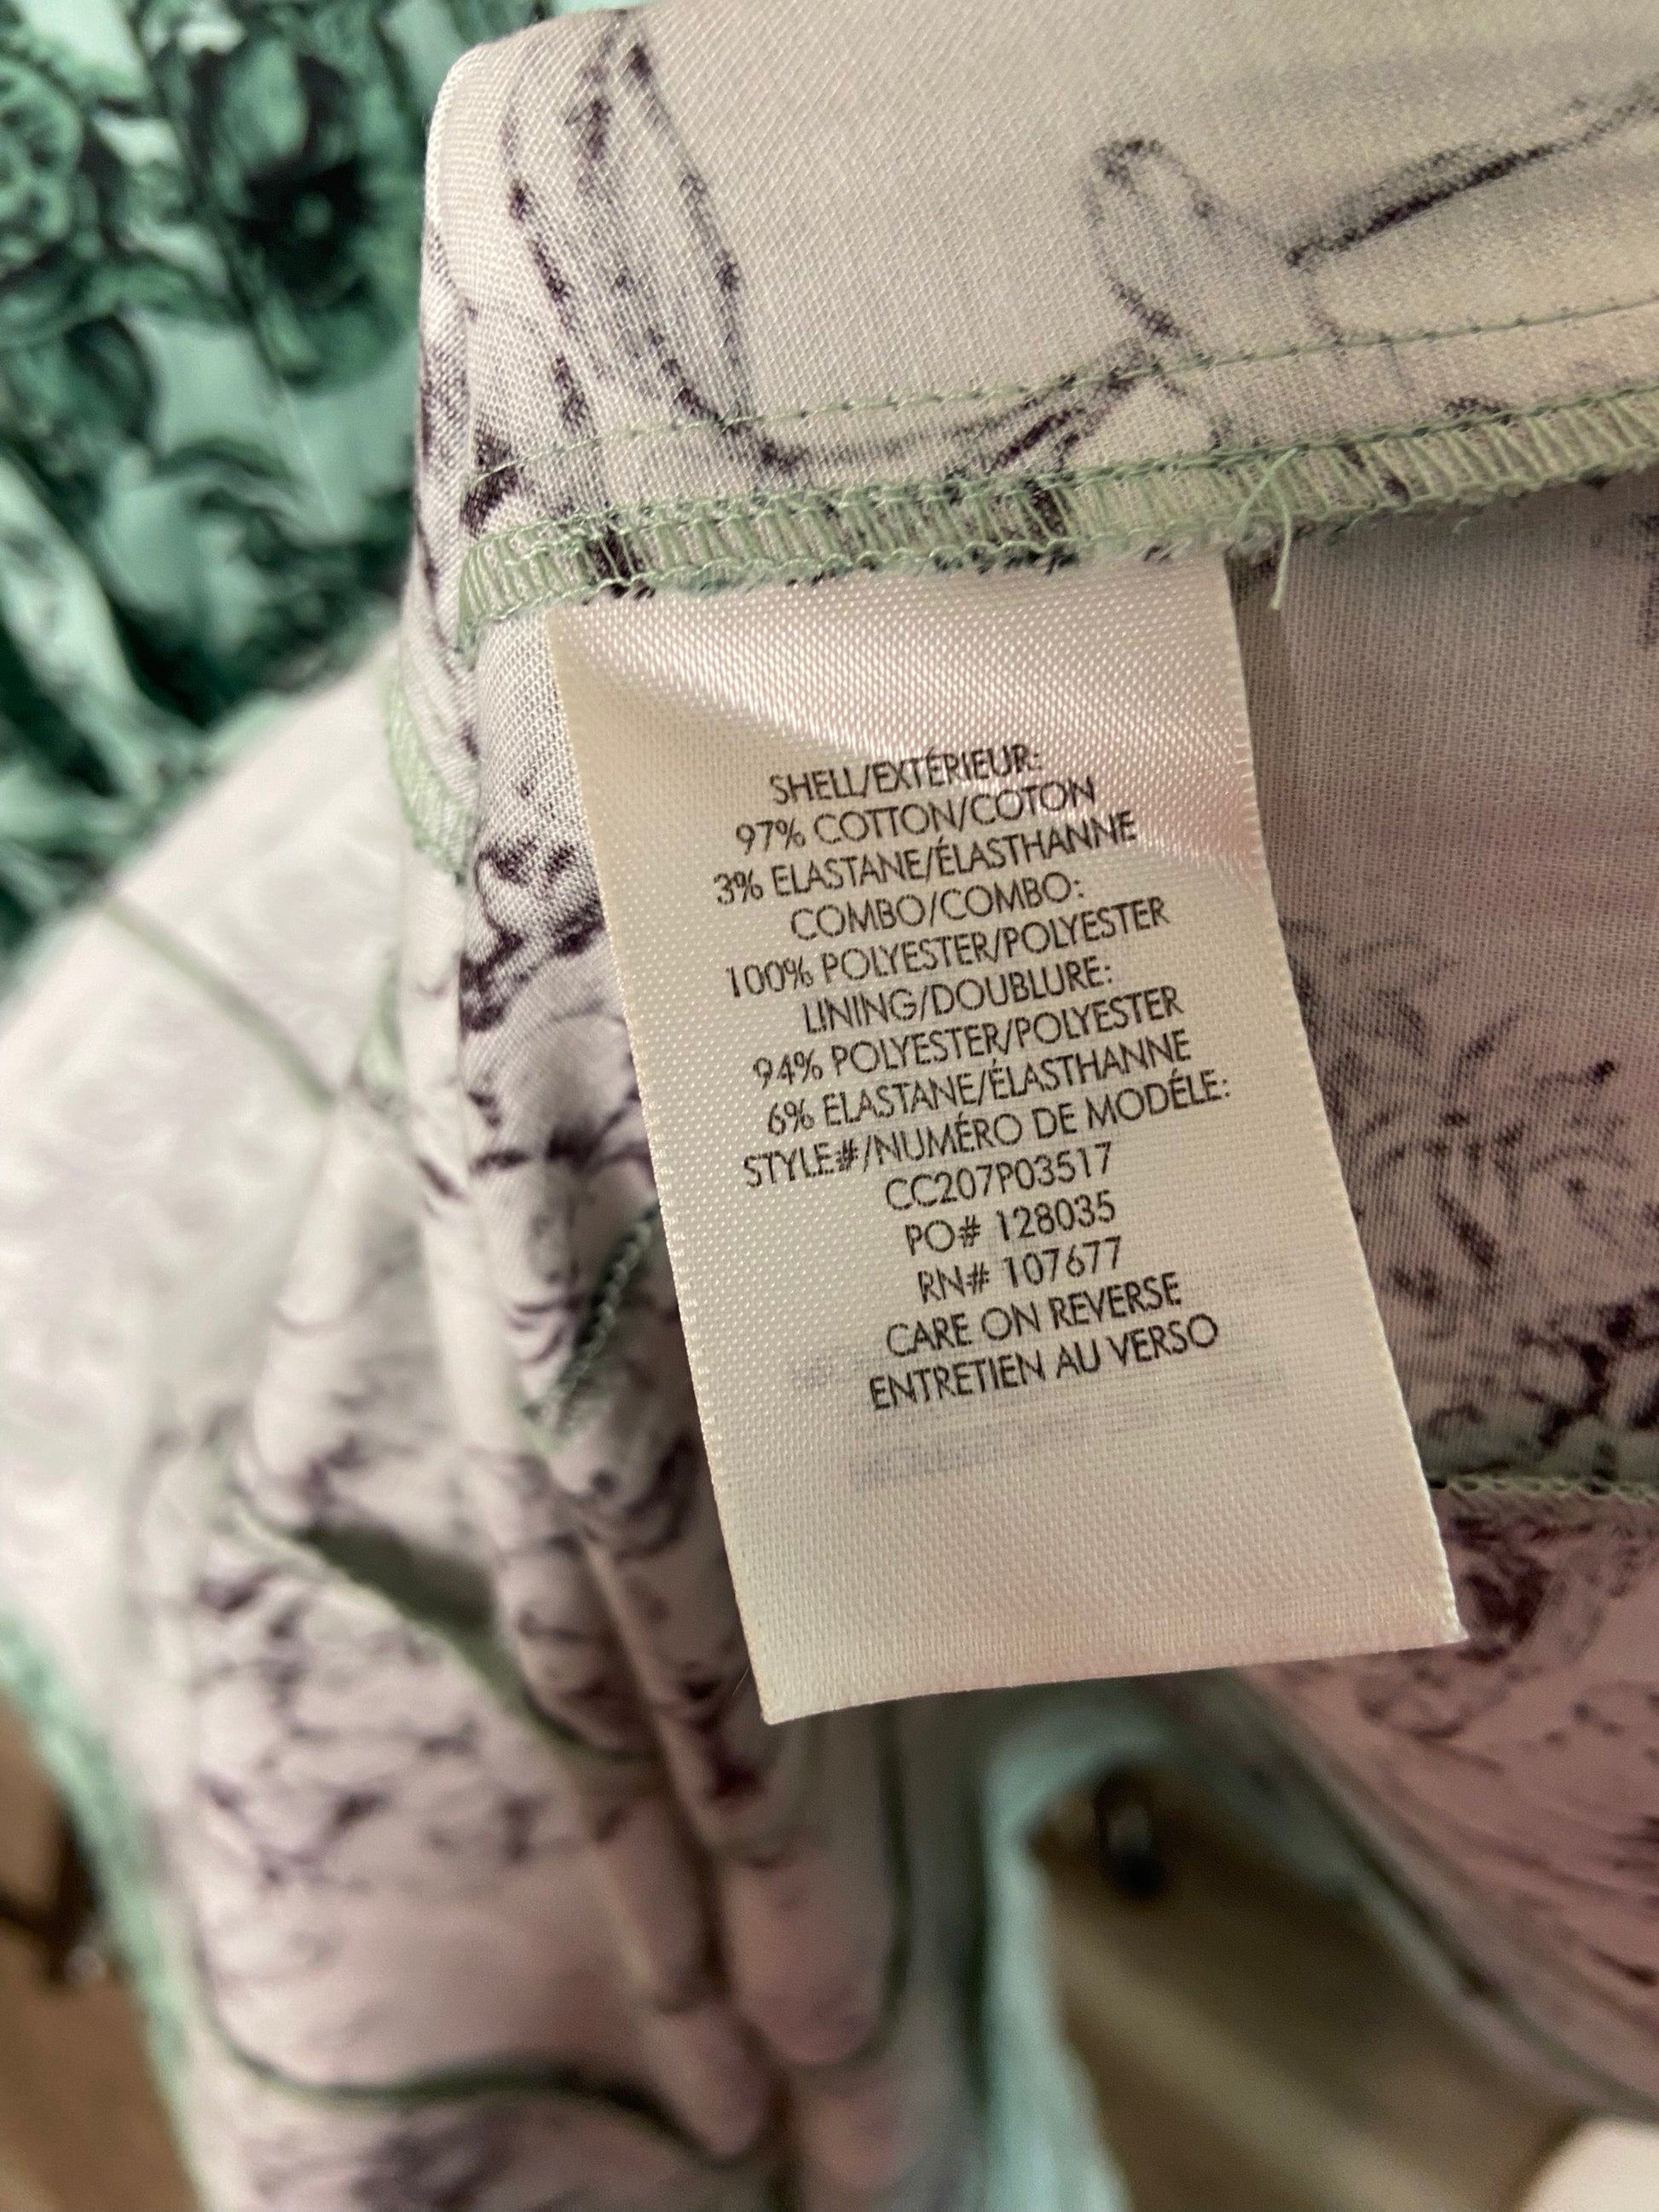 SHELL/EXTÉRIEUR:
97% COTTON/COTON
3% ELASTANE/ÉLASTHANNE
COMBO/COMBO:
100% POLYESTER/POLYESTER
LINING/DOUBLURE:
94% POLYESTER/POLYESTER
6% ELASTANE/ÉLASTHANNE
STYLE#/NUMÉRO DE MODÉLE:
CC207P03517
PO# 128035
RN# 107677
CARE ON REVERSE
ENTRETIEN AU VERSO